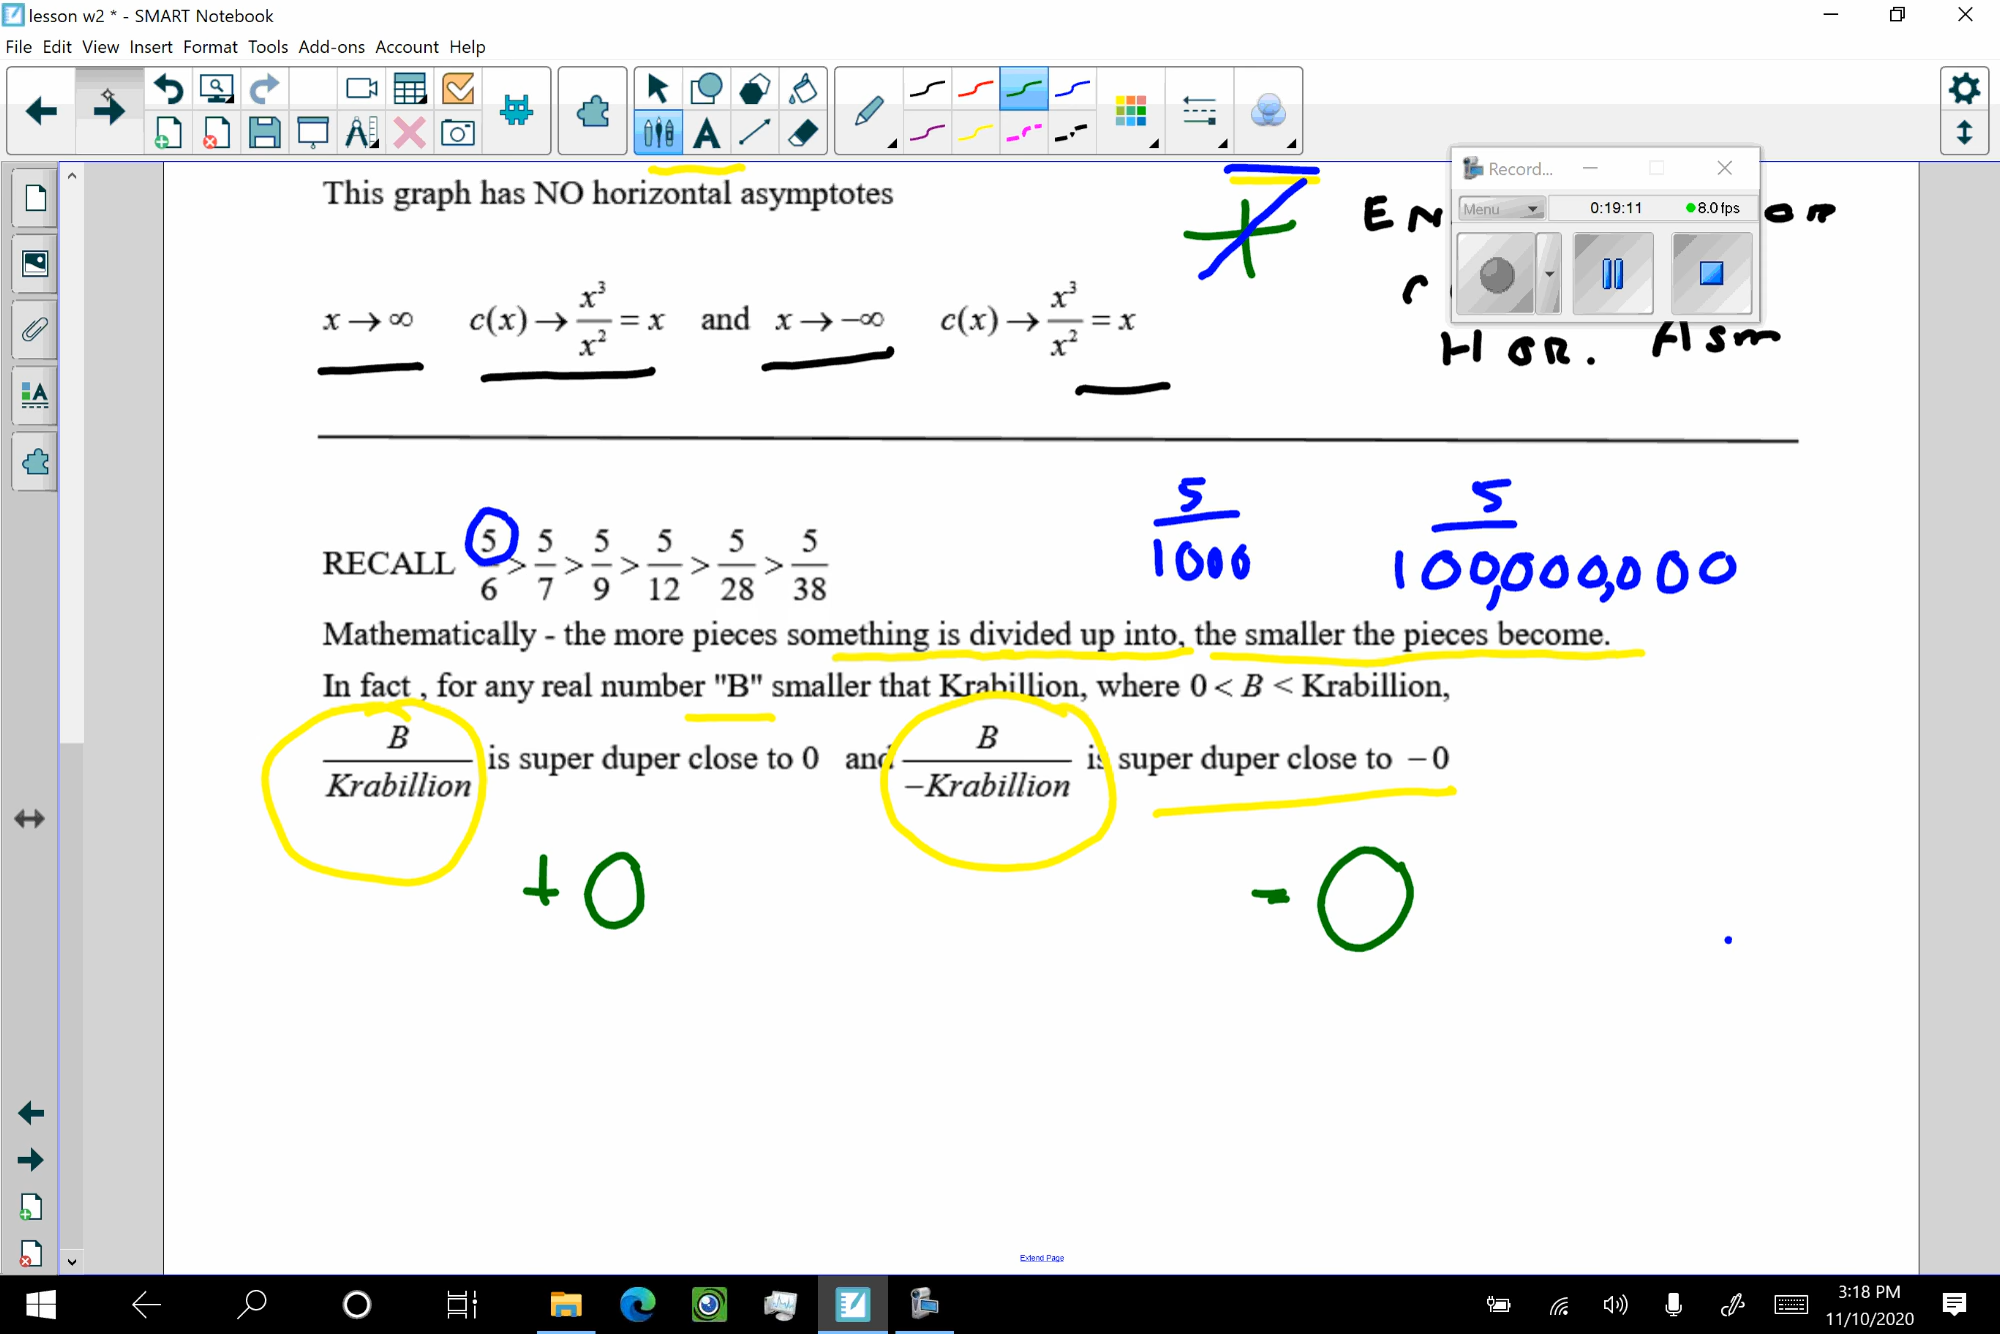 lesson w2 * - SMART Notebook
File Edit View Insert Format Tools Add-ons Account Help
Record...
Menu 0:19:11 8.0 fps
This graph has NO horizontal asymptotes
EN
x → ∞ c(x) → x³/x² = x and x → -∞ c(x) → x³/x² = x
HOR. Asm
5/1000 5/100,000,000
RECALL 5/6 > 5/7 > 5/9 > 5/12 > 5/28 > 5/38
Mathematically - the more pieces something is divided up into, the smaller the pieces become.
In fact , for any real number "B" smaller that Krabillion, where 0 < B < Krabillion,
B/Krabillion is super duper close to 0 and B/-Krabillion is super duper close to -0
+0 -0
Extend Page
3:18 PM
11/10/2020